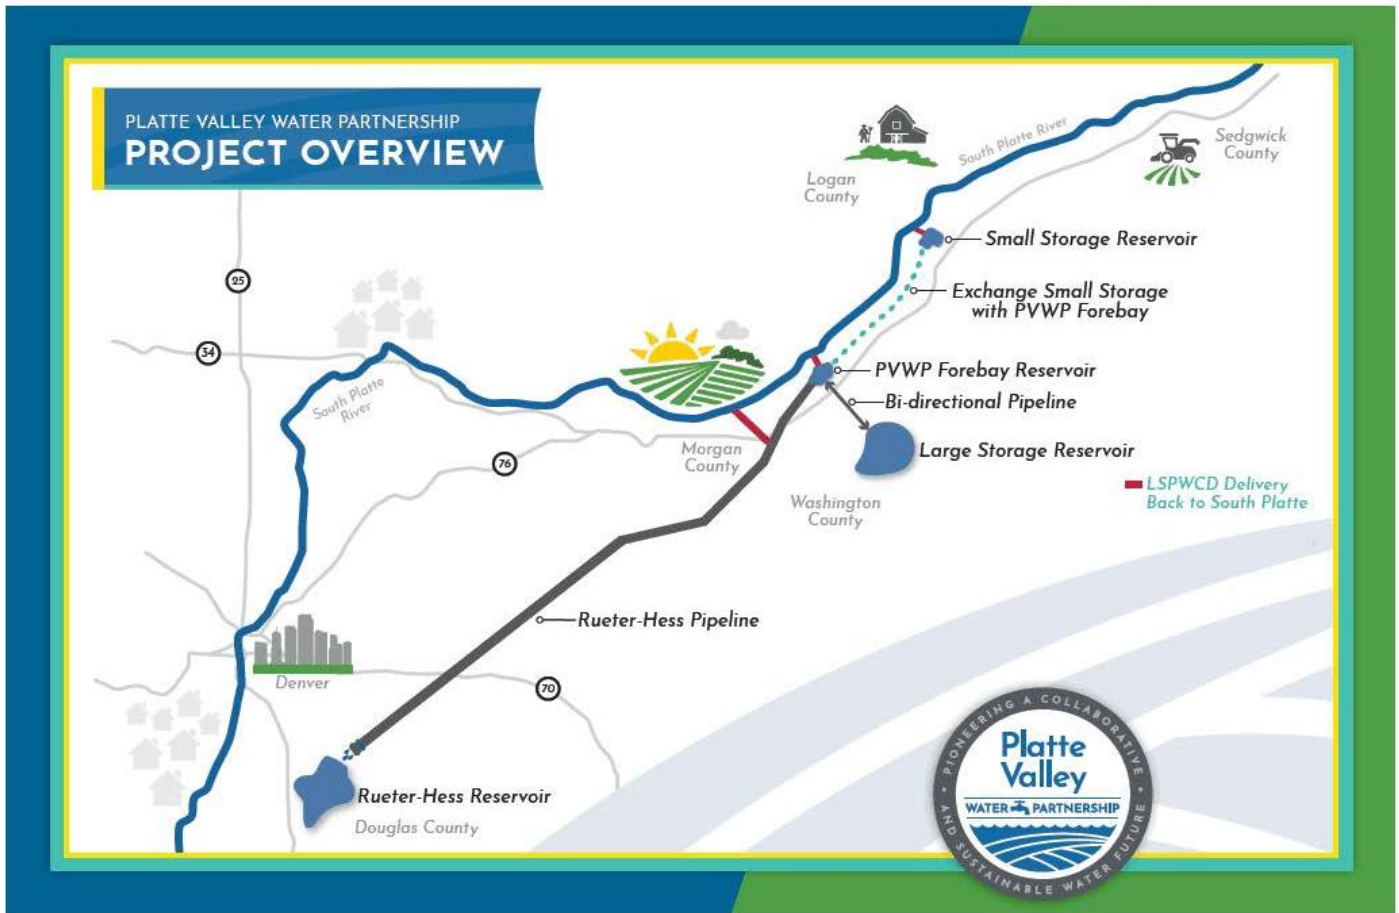 PLATTE VALLEY WATER PARTNERSHIP
PROJECT OVERVIEW
South Platte River
Sedgwick
County
Logan
County
Small Storage Reservoir
25
Exchange Small Storage
with PVWP Forebay
34
PVWP Forebay Reservoir
South Platte
River
Bi-directional Pipeline
Morgan
County
Large Storage Reservoir
76
LSPWCD Delivery
Back to South Platte
Washington
County
Rueter-Hess Pipeline
Denver
70
Rueter-Hess Reservoir
Douglas County
PIONEERING A COLLABORATIVE
Platte
Valley
WATER PARTNERSHIP
AND SUSTAINABLE WATER FUTURE